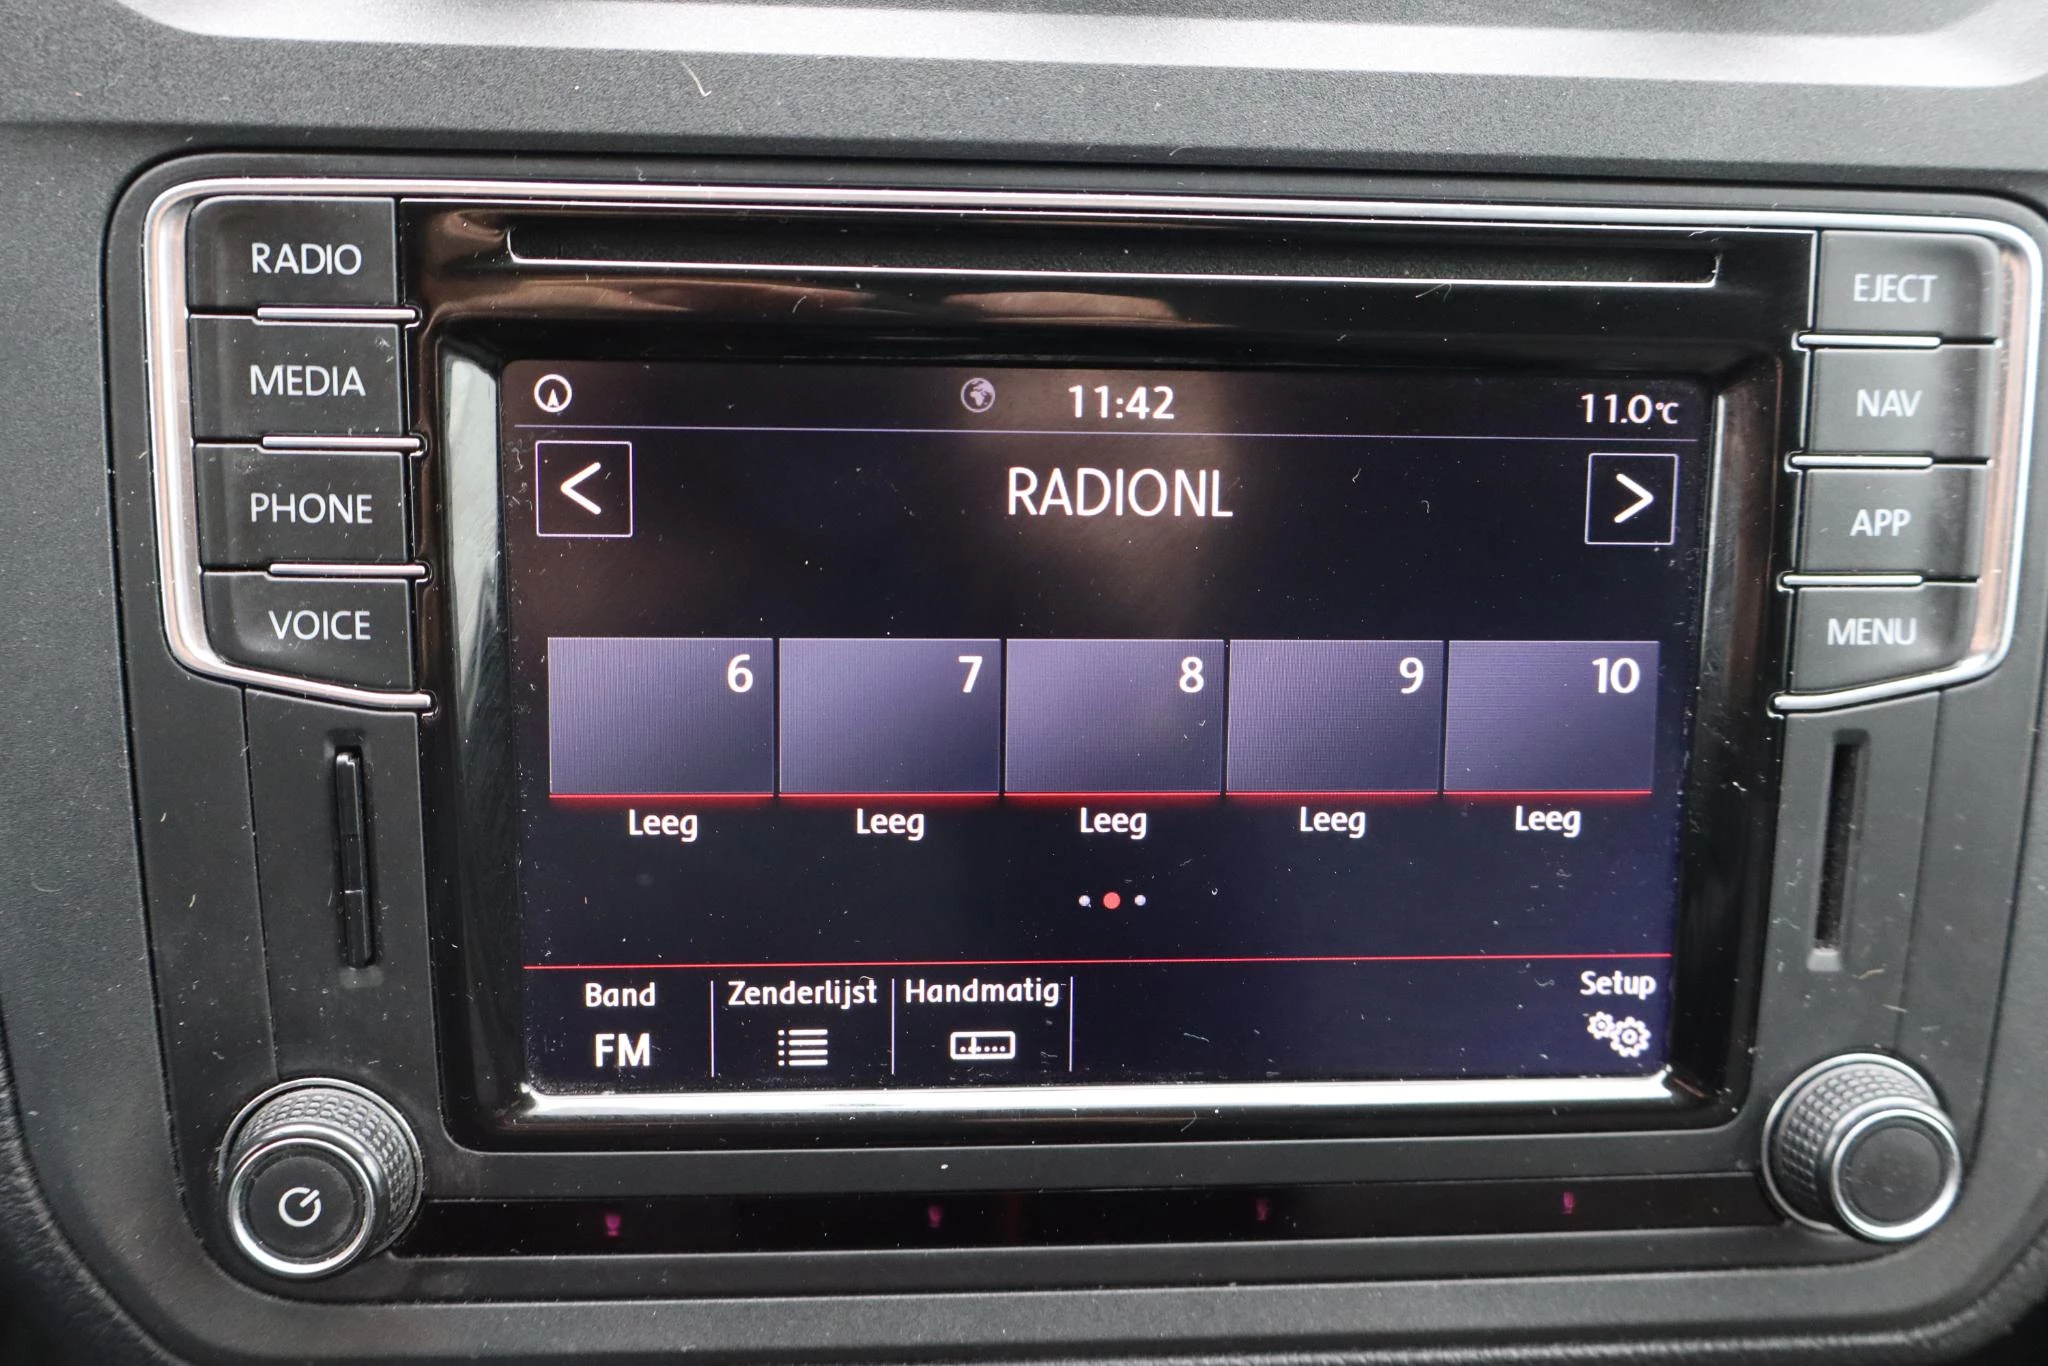 RADIO
MEDIA
PHONE
VOICE
11:42
11.0°C
<
RADIONL
>
6 7 8 9 10
Leeg Leeg Leeg Leeg Leeg
Band Zenderlijst Handmatig Setup
FM
EJECT
NAV
APP
MENU